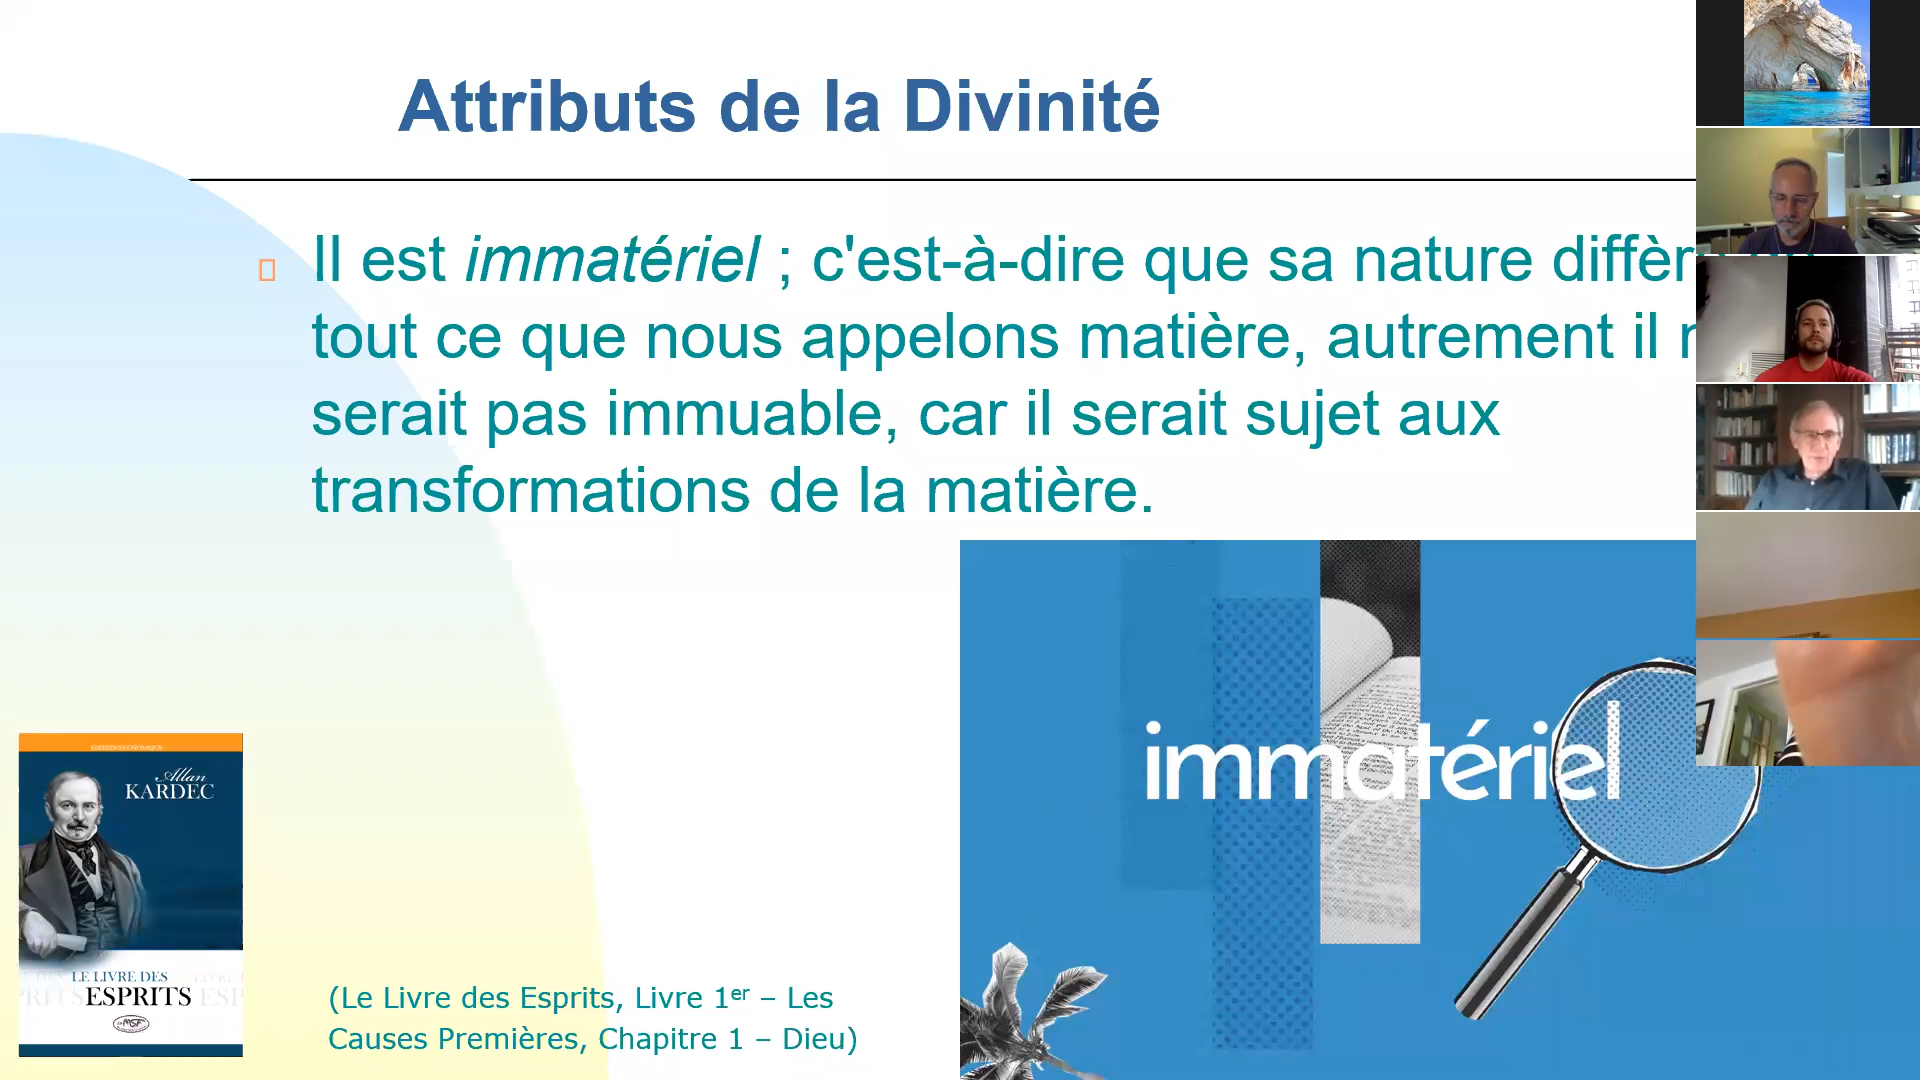 Attributs de la Divinité
Il est immatériel ; c'est-à-dire que sa nature diffèr
tout ce que nous appelons matière, autrement il
serait pas immuable, car il serait sujet aux
transformations de la matière.
immatériel
Allan
KARDEC
LE LIVRE DES
ESPRITS
(Le Livre des Esprits, Livre 1er – Les
Causes Premières, Chapitre 1 – Dieu)